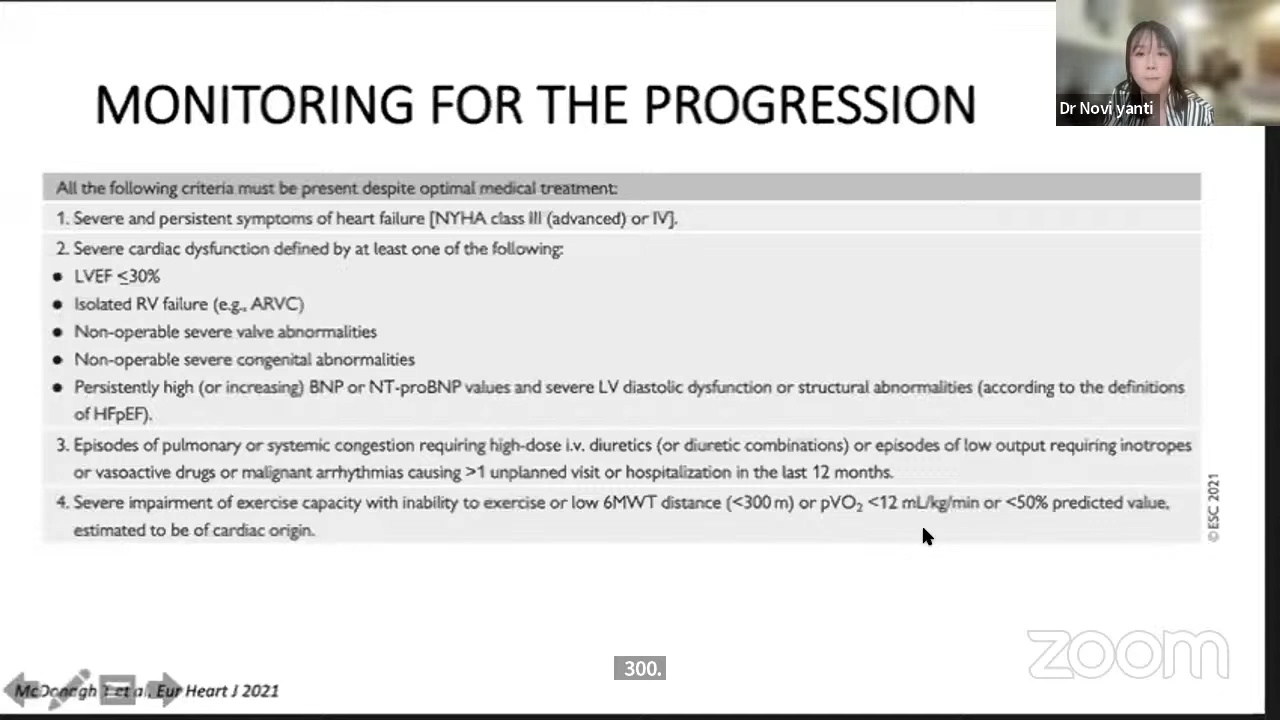 MONITORING FOR THE PROGRESSION
Dr Novi yanti
All the following criteria must be present despite optimal medical treatment:
1. Severe and persistent symptoms of heart failure [NYHA class III (advanced) or IV].
2. Severe cardiac dysfunction defined by at least one of the following:
● LVEF ≤30%
● Isolated RV failure (e.g., ARVC)
● Non-operable severe valve abnormalities
● Non-operable severe congenital abnormalities
● Persistently high (or increasing) BNP or NT-proBNP values and severe LV diastolic dysfunction or structural abnormalities (according to the definitions
of HFpEF).
3. Episodes of pulmonary or systemic congestion requiring high-dose i.v. diuretics (or diuretic combinations) or episodes of low output requiring inotropes
or vasoactive drugs or malignant arrhythmias causing >1 unplanned visit or hospitalization in the last 12 months.
4. Severe impairment of exercise capacity with inability to exercise or low 6MWT distance (<300 m) or pVO₂ <12 mL/kg/min or <50% predicted value,
estimated to be of cardiac origin.
©ESC 2021
300.
zoom
McDonagh T et al, Eur Heart J 2021